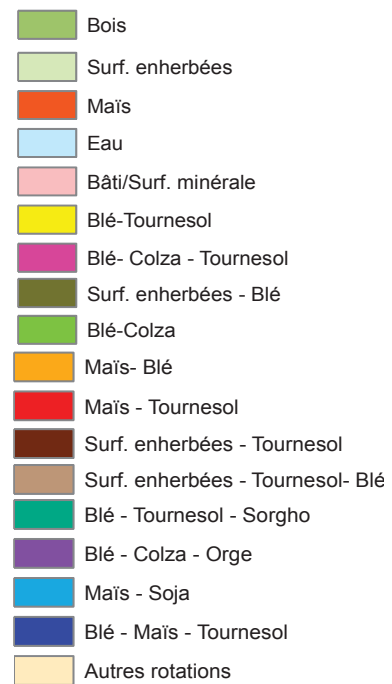 Bois
Surf. enherbées
Maïs
Eau
Bâti/Surf. minérale
Blé-Tournesol
Blé- Colza - Tournesol
Surf. enherbées - Blé
Blé-Colza
Maïs- Blé
Maïs - Tournesol
Surf. enherbées - Tournesol
Surf. enherbées - Tournesol- Blé
Blé - Tournesol - Sorgho
Blé - Colza - Orge
Maïs - Soja
Blé - Maïs - Tournesol
Autres rotations